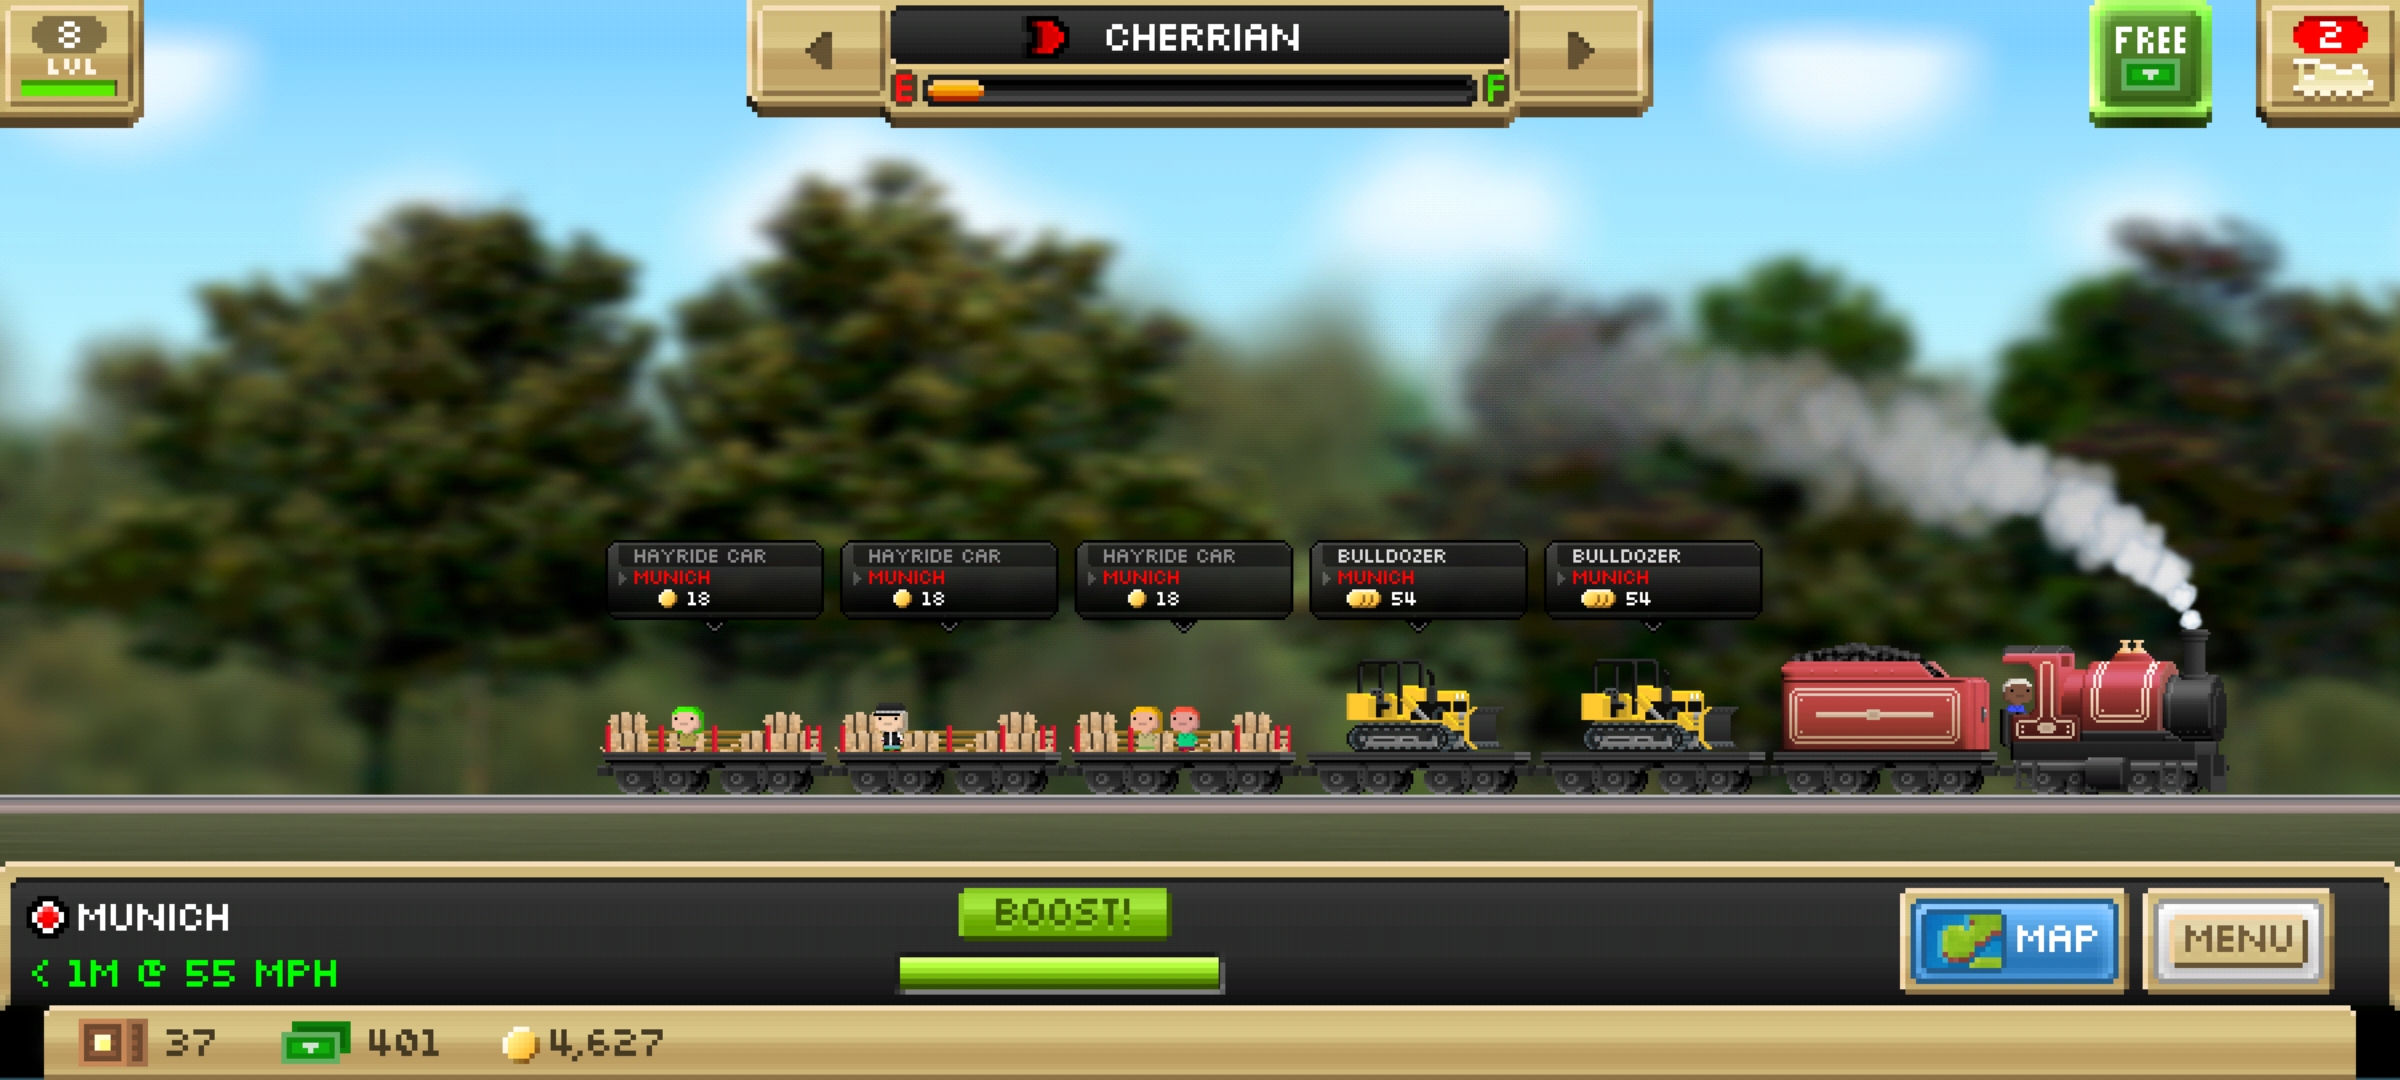 8
LVL
CHERRIAN
E F
FREE
2
HAYRIDE CAR
MUNICH
18
HAYRIDE CAR
MUNICH
18
HAYRIDE CAR
MUNICH
18
BULLDOZER
MUNICH
54
BULLDOZER
MUNICH
54
MUNICH
< 1M @ 55 MPH
BOOST!
MAP
MENU
37 401 4,627